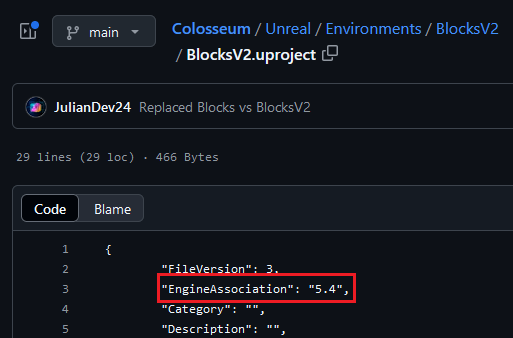 main
Colosseum / Unreal / Environments / BlocksV2
/ BlocksV2.uproject
JulianDev24 Replaced Blocks vs BlocksV2
29 lines (29 loc) · 466 Bytes
Code Blame
1 {
2 "FileVersion": 3,
3 "EngineAssociation": "5.4",
4 "Category": "",
5 "Description": "",